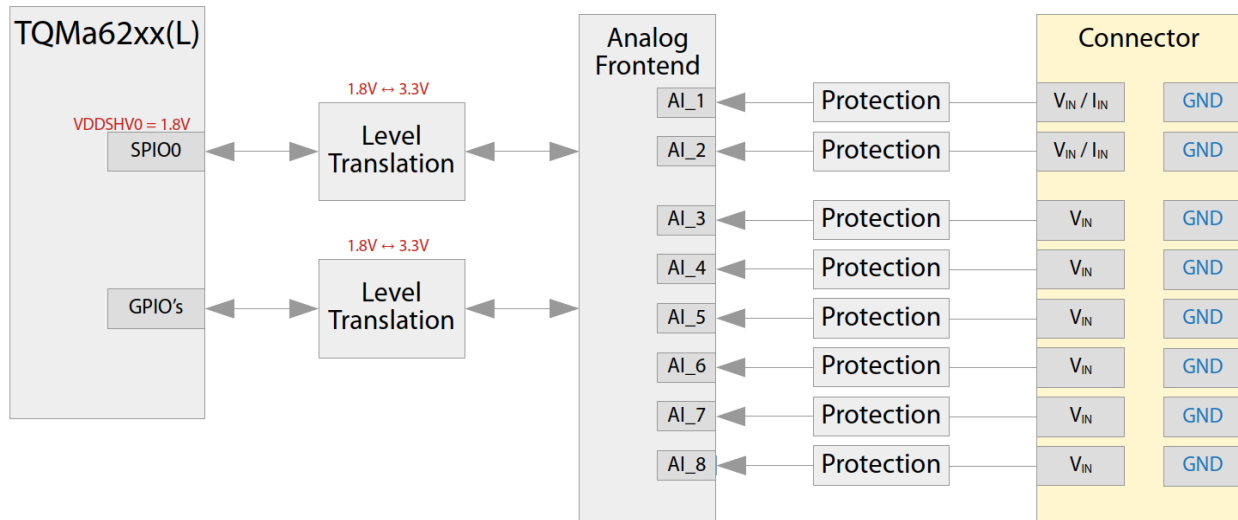 TQMa62xx(L)
VDDSHV0 = 1.8V
SPIO0
GPIO's
1.8V ↔ 3.3V
Level
Translation
1.8V ↔ 3.3V
Level
Translation
Analog
Frontend
AI_1
AI_2
AI_3
AI_4
AI_5
AI_6
AI_7
AI_8
Protection
Protection
Protection
Protection
Protection
Protection
Protection
Protection
Connector
VIN / IIN GND
VIN / IIN GND
VIN GND
VIN GND
VIN GND
VIN GND
VIN GND
VIN GND